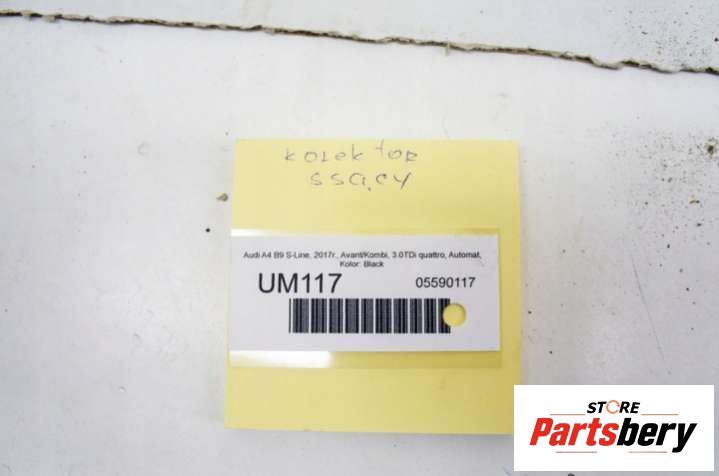 kolektor
ssący
Audi A4 B9 S-Line, 2017r., Avant/Kombi, 3.0TDi quattro, Automat,
Kolor: Black
UM117 05590117
STORE
Partsbery